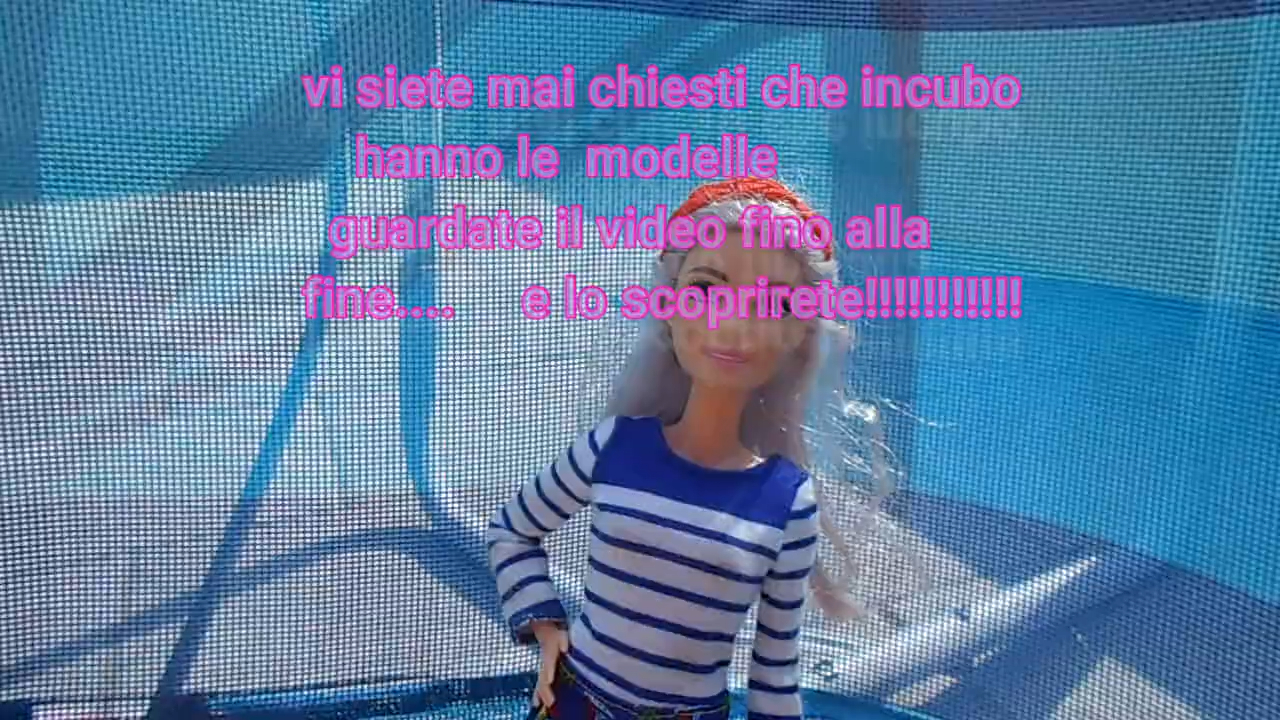 vi siete mai chiesti che incubo
hanno le modelle
guardate il video fino alla
fine.... e lo scoprirete!!!!!!!!!!!